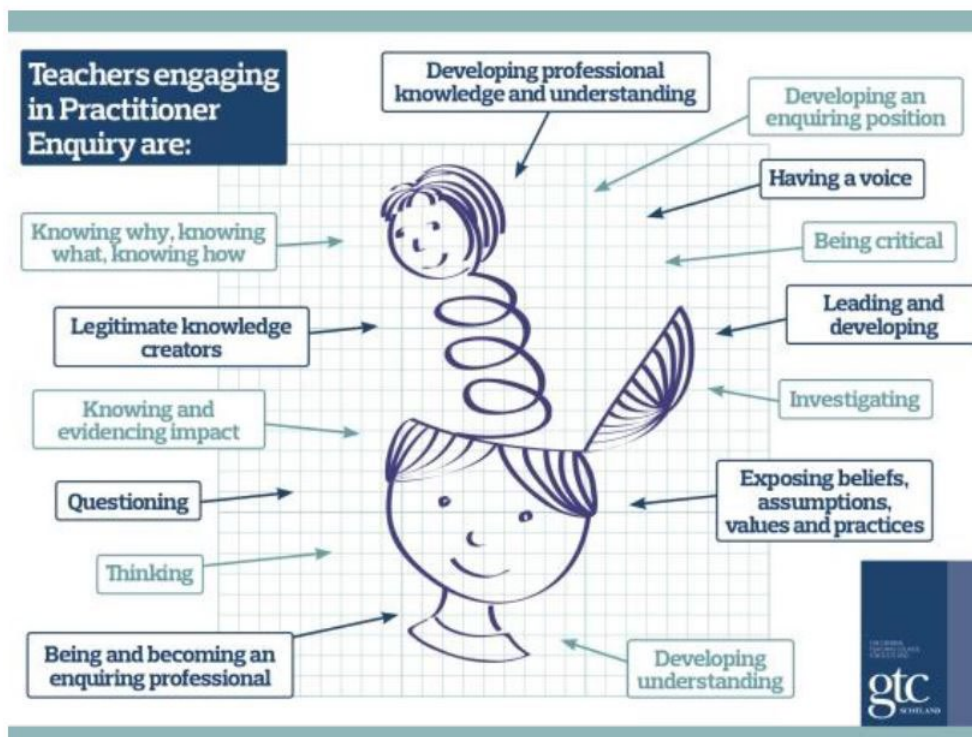 Teachers engaging
in Practitioner
Enquiry are:
Developing professional
knowledge and understanding
Developing an
enquiring position
Having a voice
Being critical
Leading and
developing
Investigating
Exposing beliefs,
assumptions,
values and practices
Developing
understanding
Knowing why, knowing
what, knowing how
Legitimate knowledge
creators
Knowing and
evidencing impact
Questioning
Thinking
Being and becoming an
enquiring professional
gtc
SCOTLAND